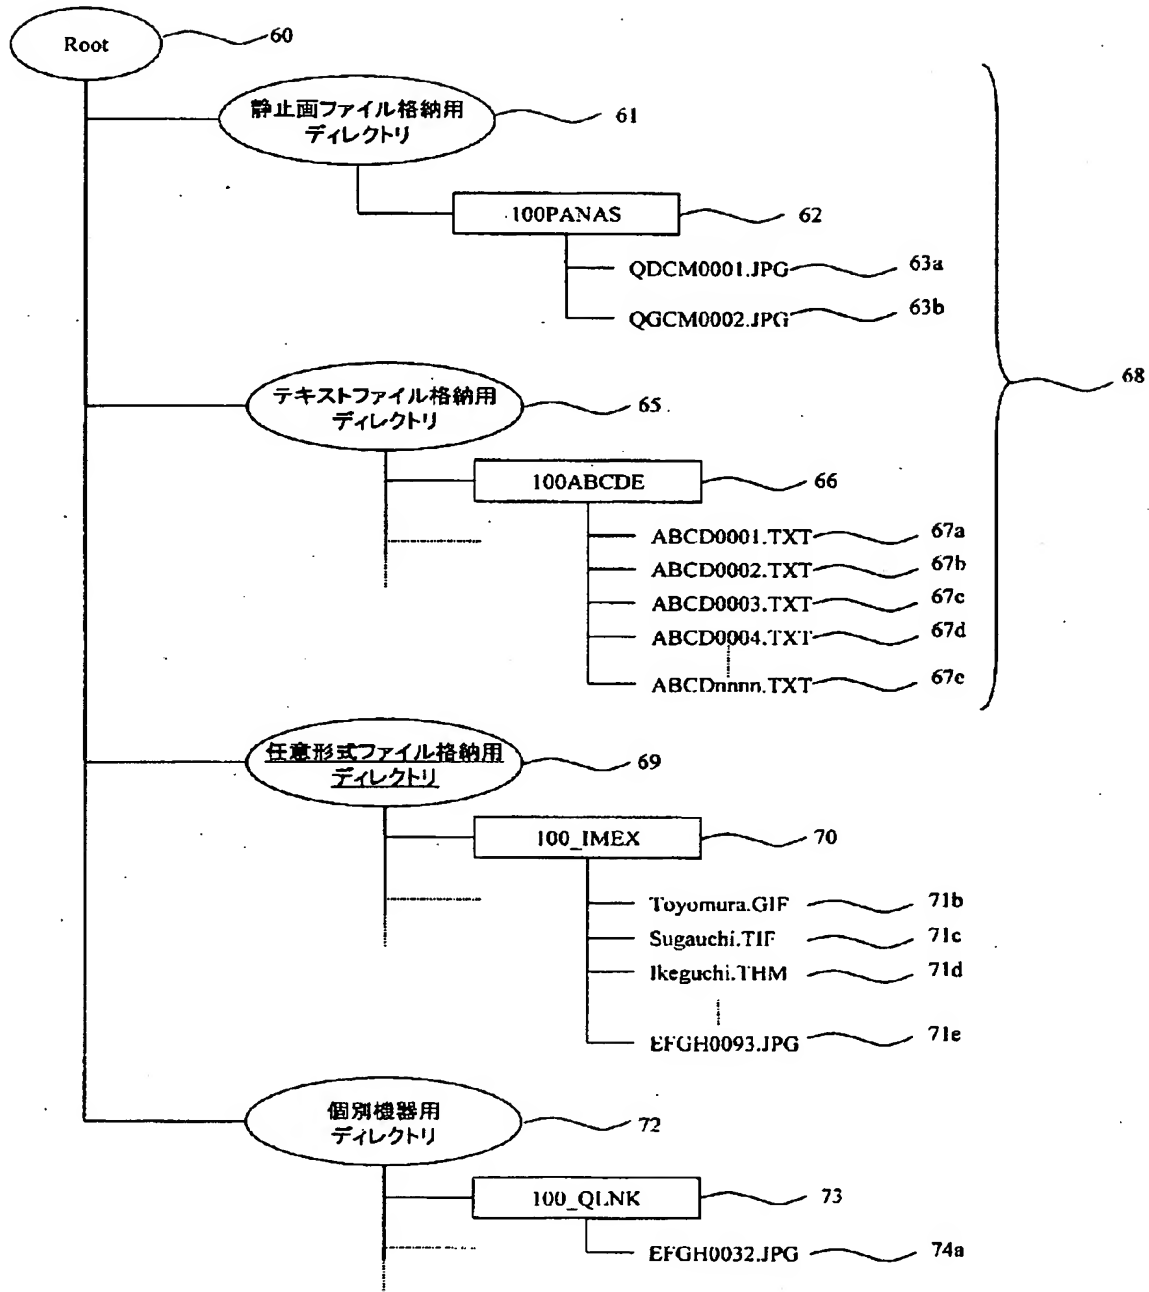 Root
60
静止画ファイル格納用
ディレクトリ
61
100PANAS
62
QDCM0001.JPG
63a
QGCM0002.JPG
63b
68
テキストファイル格納用
ディレクトリ
65
100ABCDE
66
ABCD0001.TXT
67a
ABCD0002.TXT
67b
ABCD0003.TXT
67c
ABCD0004.TXT
67d
ABCDnnnn.TXT
67e
任意形式ファイル格納用
ディレクトリ
69
100_IMEX
70
Toyomura.GIF
71b
Sugauchi.TIF
71c
Ikeguchi.THM
71d
EFGH0093.JPG
71e
個別機器用
ディレクトリ
72
100_QLNK
73
EFGH0032.JPG
74a